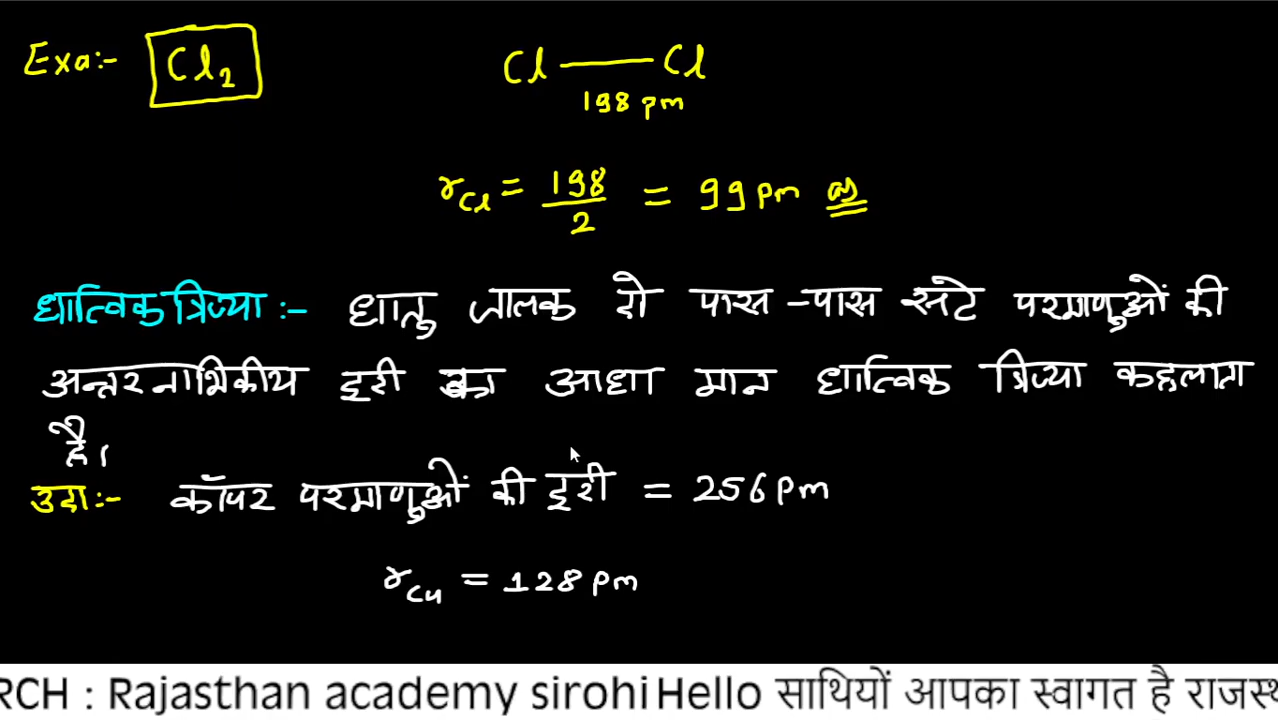 Exa:- Cl2 Cl — Cl
198 pm
rCl = 198/2 = 99 pm
धात्विक त्रिज्या :- धातु जालक में पास-पास सटे परमाणुओं की
अन्तरनाभिकीय दूरी का आधा मान धात्विक त्रिज्या कहलाता
है।
उदाः- कॉपर परमाणुओं की दूरी = 256 pm
rCu = 128 pm
RCH : Rajasthan academy sirohi Hello साथियों आपका स्वागत है राजस्थ